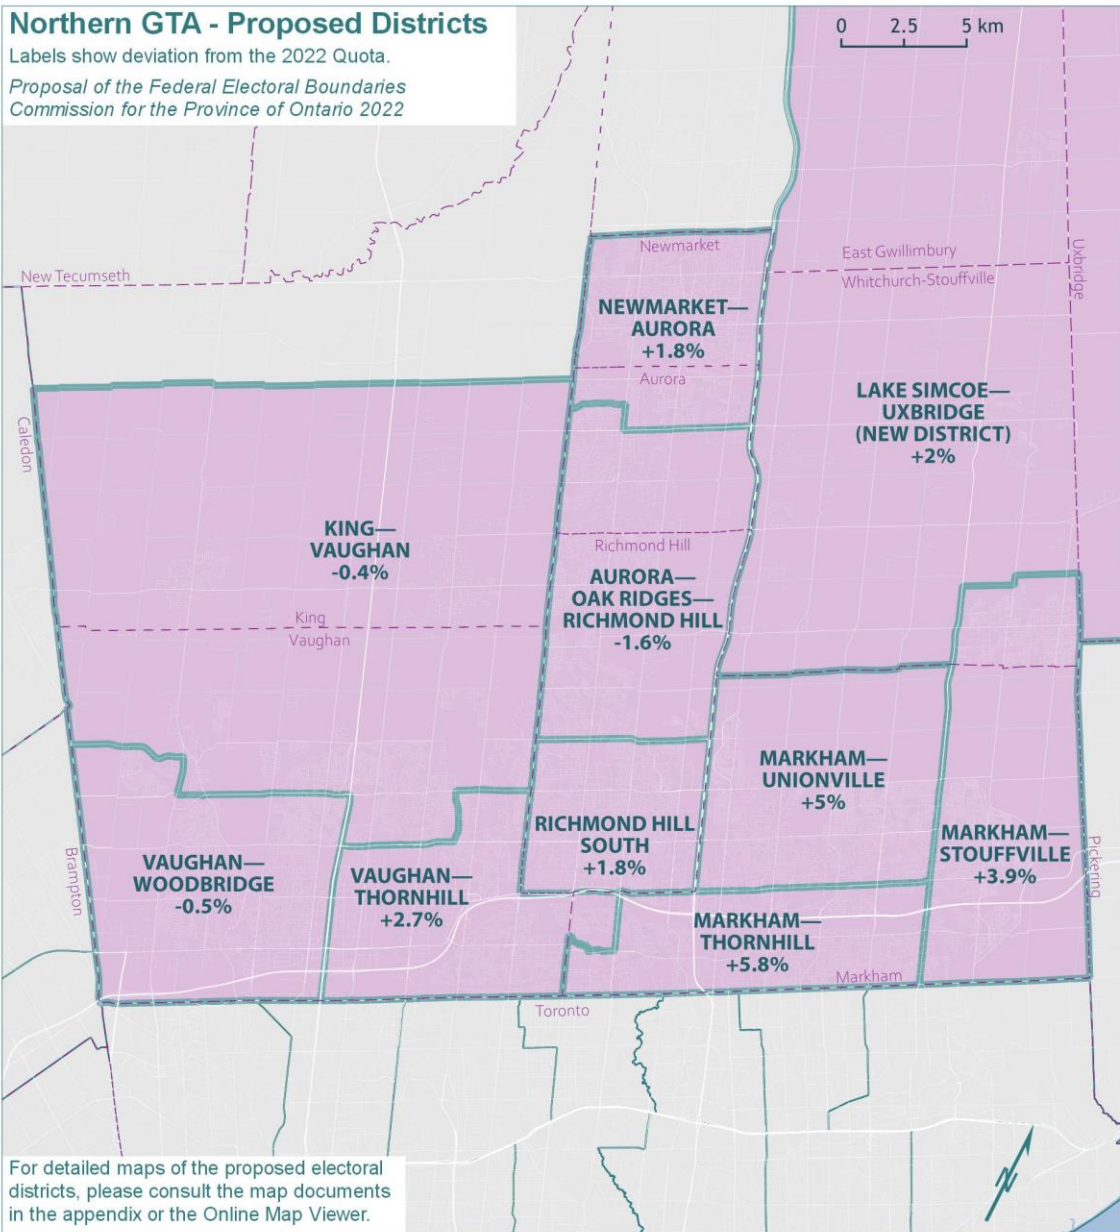 Northern GTA - Proposed Districts
Labels show deviation from the 2022 Quota.
Proposal of the Federal Electoral Boundaries
Commission for the Province of Ontario 2022
0 2.5 5 km
New Tecumseth
Newmarket
East Gwillimbury
Whitchurch-Stouffville
Uxbridge
NEWMARKET—
AURORA
+1.8%
Aurora
Caledon
LAKE SIMCOE—
UXBRIDGE
(NEW DISTRICT)
+2%
KING—
VAUGHAN
-0.4%
Richmond Hill
AURORA—
OAK RIDGES—
RICHMOND HILL
-1.6%
King
Vaughan
MARKHAM—
UNIONVILLE
+5%
RICHMOND HILL
SOUTH
+1.8%
MARKHAM—
STOUFFVILLE
+3.9%
Pickering
Brampton
VAUGHAN—
WOODBRIDGE
-0.5%
VAUGHAN—
THORNHILL
+2.7%
MARKHAM—
THORNHILL
+5.8%
Markham
Toronto
For detailed maps of the proposed electoral
districts, please consult the map documents
in the appendix or the Online Map Viewer.
N